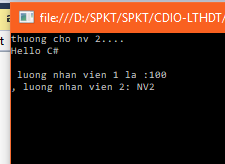 file:///D:/SPKT/SPKT/CDIO-LTHDT/
thuong cho nv 2....
Hello C#
luong nhan vien 1 la :100
, luong nhan vien 2: NV2